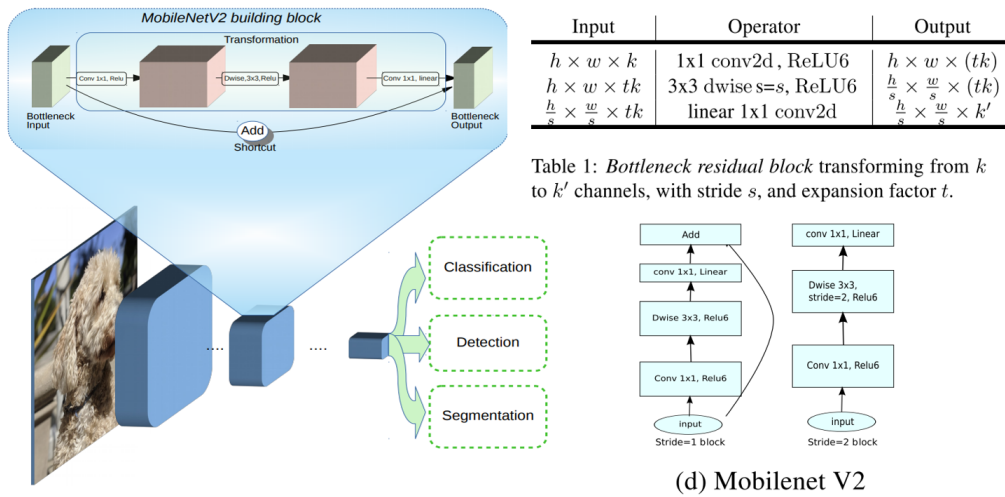 MobileNetV2 building block
Transformation
Conv 1x1, Relu
Dwise,3x3,Relu
Conv 1x1, linear
Bottleneck
Input
Add
Shortcut
Bottleneck
Output
....
....
Classification
Detection
Segmentation
Input Operator Output
h × w × k 1x1 conv2d , ReLU6 h × w × (tk)
h × w × tk 3x3 dwise s=s, ReLU6 h/s × w/s × (tk)
h/s × w/s × tk linear 1x1 conv2d h/s × w/s × k′
Table 1: Bottleneck residual block transforming from k
to k′ channels, with stride s, and expansion factor t.
Add
conv 1x1, Linear
Dwise 3x3, Relu6
Conv 1x1, Relu6
input
Stride=1 block
conv 1x1, Linear
Dwise 3x3,
stride=2, Relu6
Conv 1x1, Relu6
input
Stride=2 block
(d) Mobilenet V2